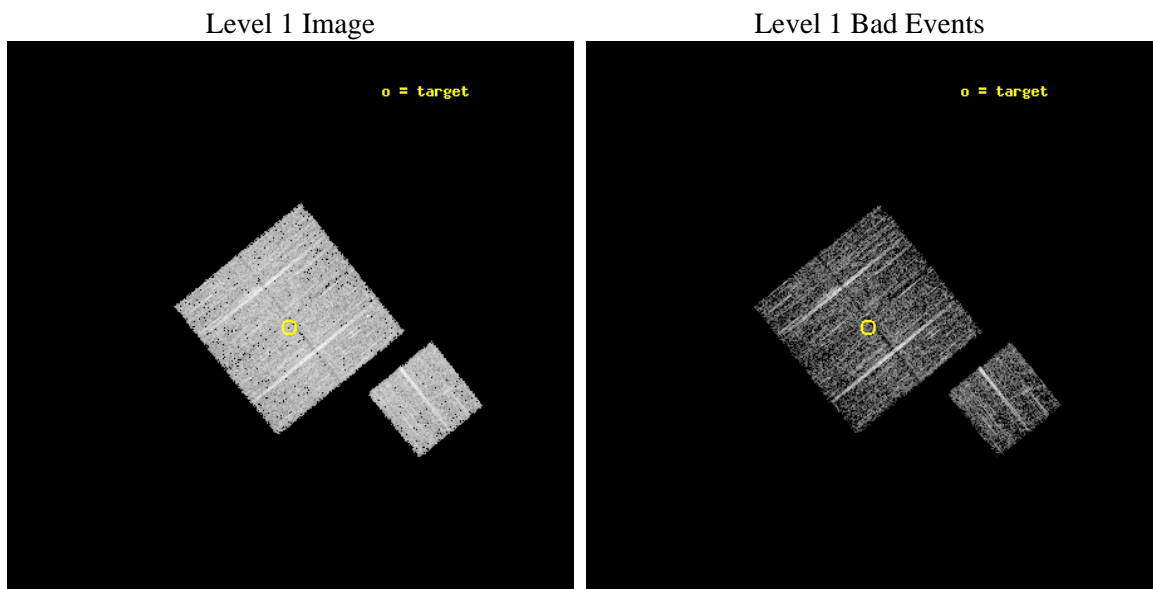 Level 1 Image
Level 1 Bad Events
o = target
o = target